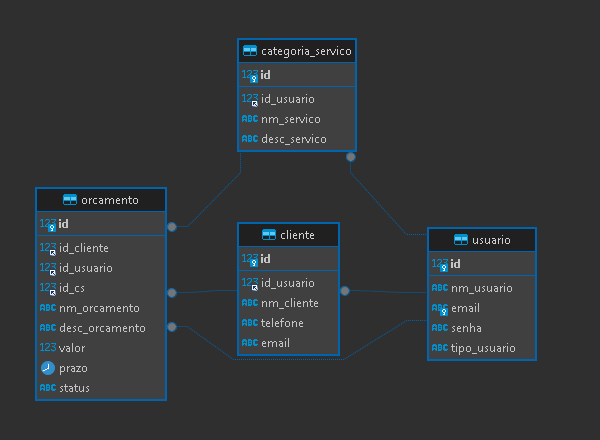 categoria_servico
123 id
123 id_usuario
ABC nm_servico
ABC desc_servico
orcamento
123 id
123 id_cliente
123 id_usuario
123 id_cs
ABC nm_orcamento
ABC desc_orcamento
123 valor
prazo
ABC status
cliente
123 id
123 id_usuario
ABC nm_cliente
ABC telefone
ABC email
usuario
123 id
ABC nm_usuario
ABC email
ABC senha
ABC tipo_usuario